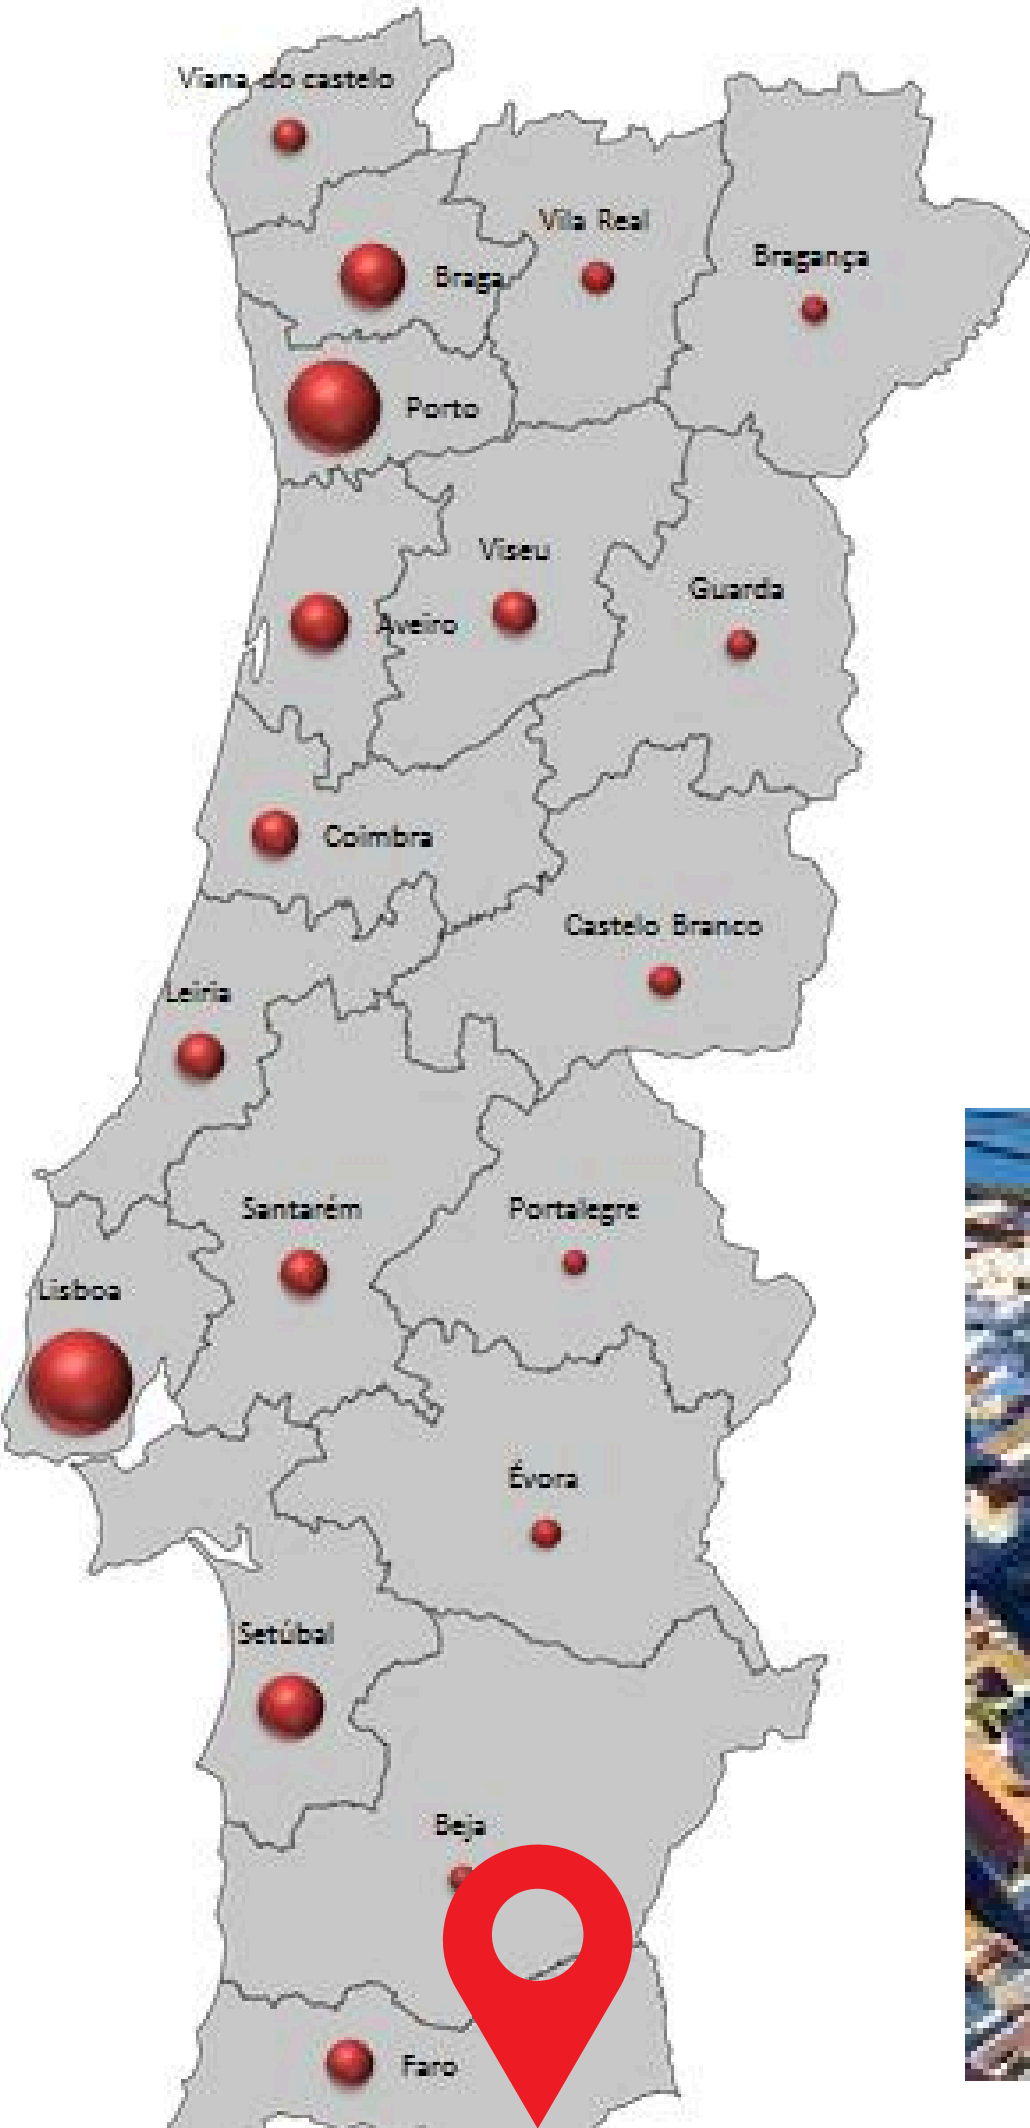 Viana do castelo
Vila Real
Bragança
Braga
Porto
Viseu
Guarda
Aveiro
Coimbra
Castelo Branco
Leiria
Santarém
Portalegre
Lisboa
Évora
Setúbal
Beja
Faro